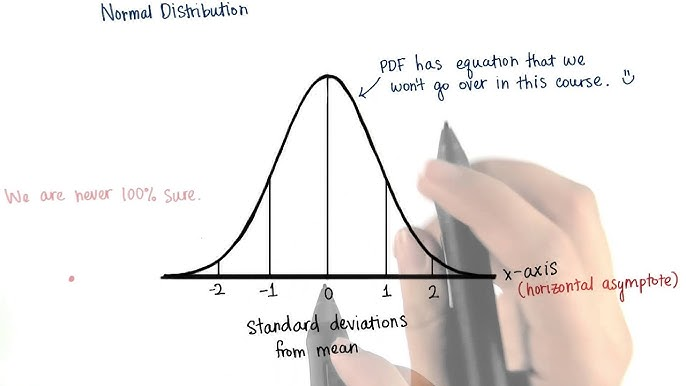 Normal Distribution
PDF has equation that we
won't go over in this course.
We are never 100% sure.
x-axis
(horizontal asymptote)
-2 -1 0 1 2
Standard deviations
from mean